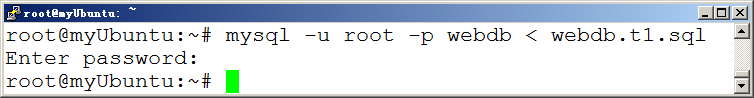 root@myUbuntu: ~
root@myUbuntu:~# mysql -u root -p webdb < webdb.t1.sql
Enter password:
root@myUbuntu:~#